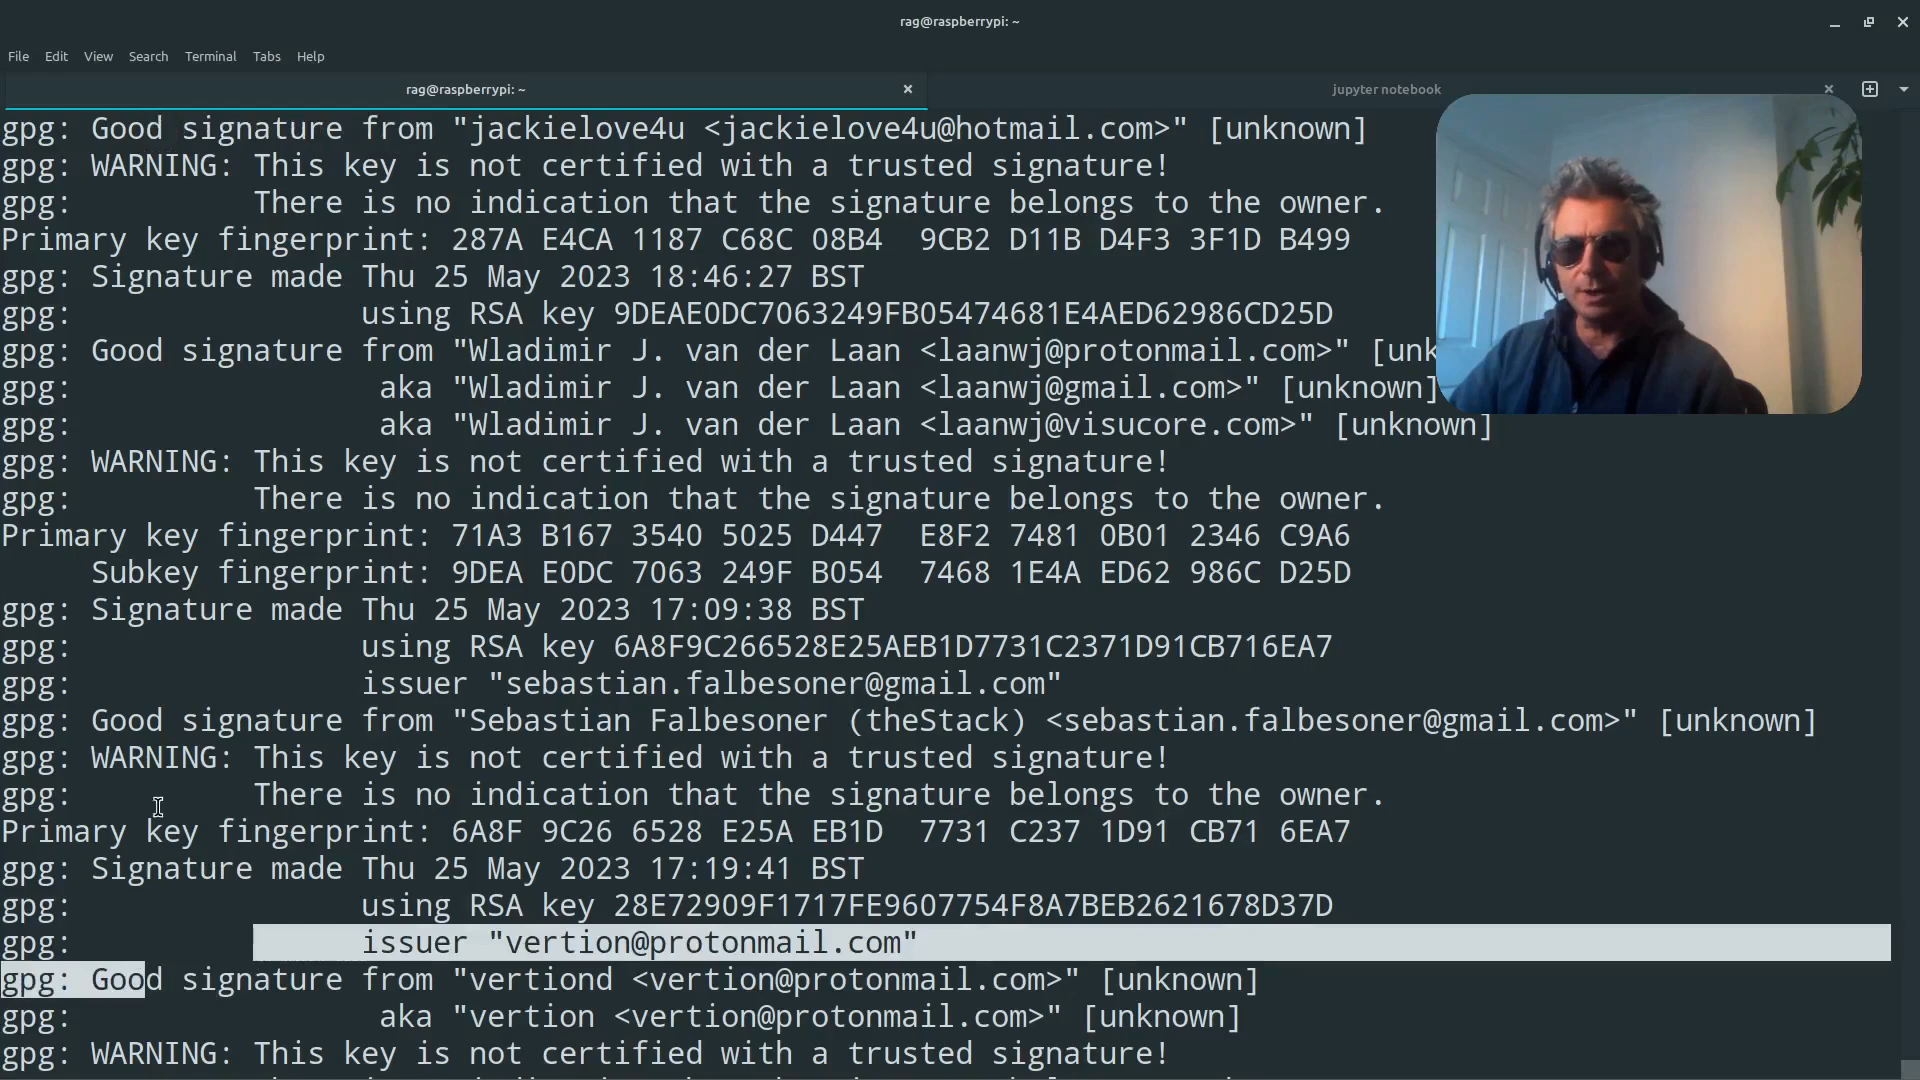 rag@raspberrypi: ~
File Edit View Search Terminal Tabs Help
rag@raspberrypi: ~
jupyter notebook
gpg: Good signature from "jackielove4u <jackielove4u@hotmail.com>" [unknown]
gpg: WARNING: This key is not certified with a trusted signature!
gpg:          There is no indication that the signature belongs to the owner.
Primary key fingerprint: 287A E4CA 1187 C68C 08B4  9CB2 D11B D4F3 3F1D B499
gpg: Signature made Thu 25 May 2023 18:46:27 BST
gpg:                using RSA key 9DEAE0DC7063249FB05474681E4AED62986CD25D
gpg: Good signature from "Wladimir J. van der Laan <laanwj@protonmail.com>" [unk
gpg:                 aka "Wladimir J. van der Laan <laanwj@gmail.com>" [unknown]
gpg:                 aka "Wladimir J. van der Laan <laanwj@visucore.com>" [unknown]
gpg: WARNING: This key is not certified with a trusted signature!
gpg:          There is no indication that the signature belongs to the owner.
Primary key fingerprint: 71A3 B167 3540 5025 D447  E8F2 7481 0B01 2346 C9A6
     Subkey fingerprint: 9DEA E0DC 7063 249F B054  7468 1E4A ED62 986C D25D
gpg: Signature made Thu 25 May 2023 17:09:38 BST
gpg:                using RSA key 6A8F9C266528E25AEB1D7731C2371D91CB716EA7
gpg:                issuer "sebastian.falbesoner@gmail.com"
gpg: Good signature from "Sebastian Falbesoner (theStack) <sebastian.falbesoner@gmail.com>" [unknown]
gpg: WARNING: This key is not certified with a trusted signature!
gpg:          There is no indication that the signature belongs to the owner.
Primary key fingerprint: 6A8F 9C26 6528 E25A EB1D  7731 C237 1D91 CB71 6EA7
gpg: Signature made Thu 25 May 2023 17:19:41 BST
gpg:                using RSA key 28E72909F1717FE9607754F8A7BEB2621678D37D
gpg:                issuer "vertion@protonmail.com"
gpg: Good signature from "vertiond <vertion@protonmail.com>" [unknown]
gpg:                 aka "vertion <vertion@protonmail.com>" [unknown]
gpg: WARNING: This key is not certified with a trusted signature!